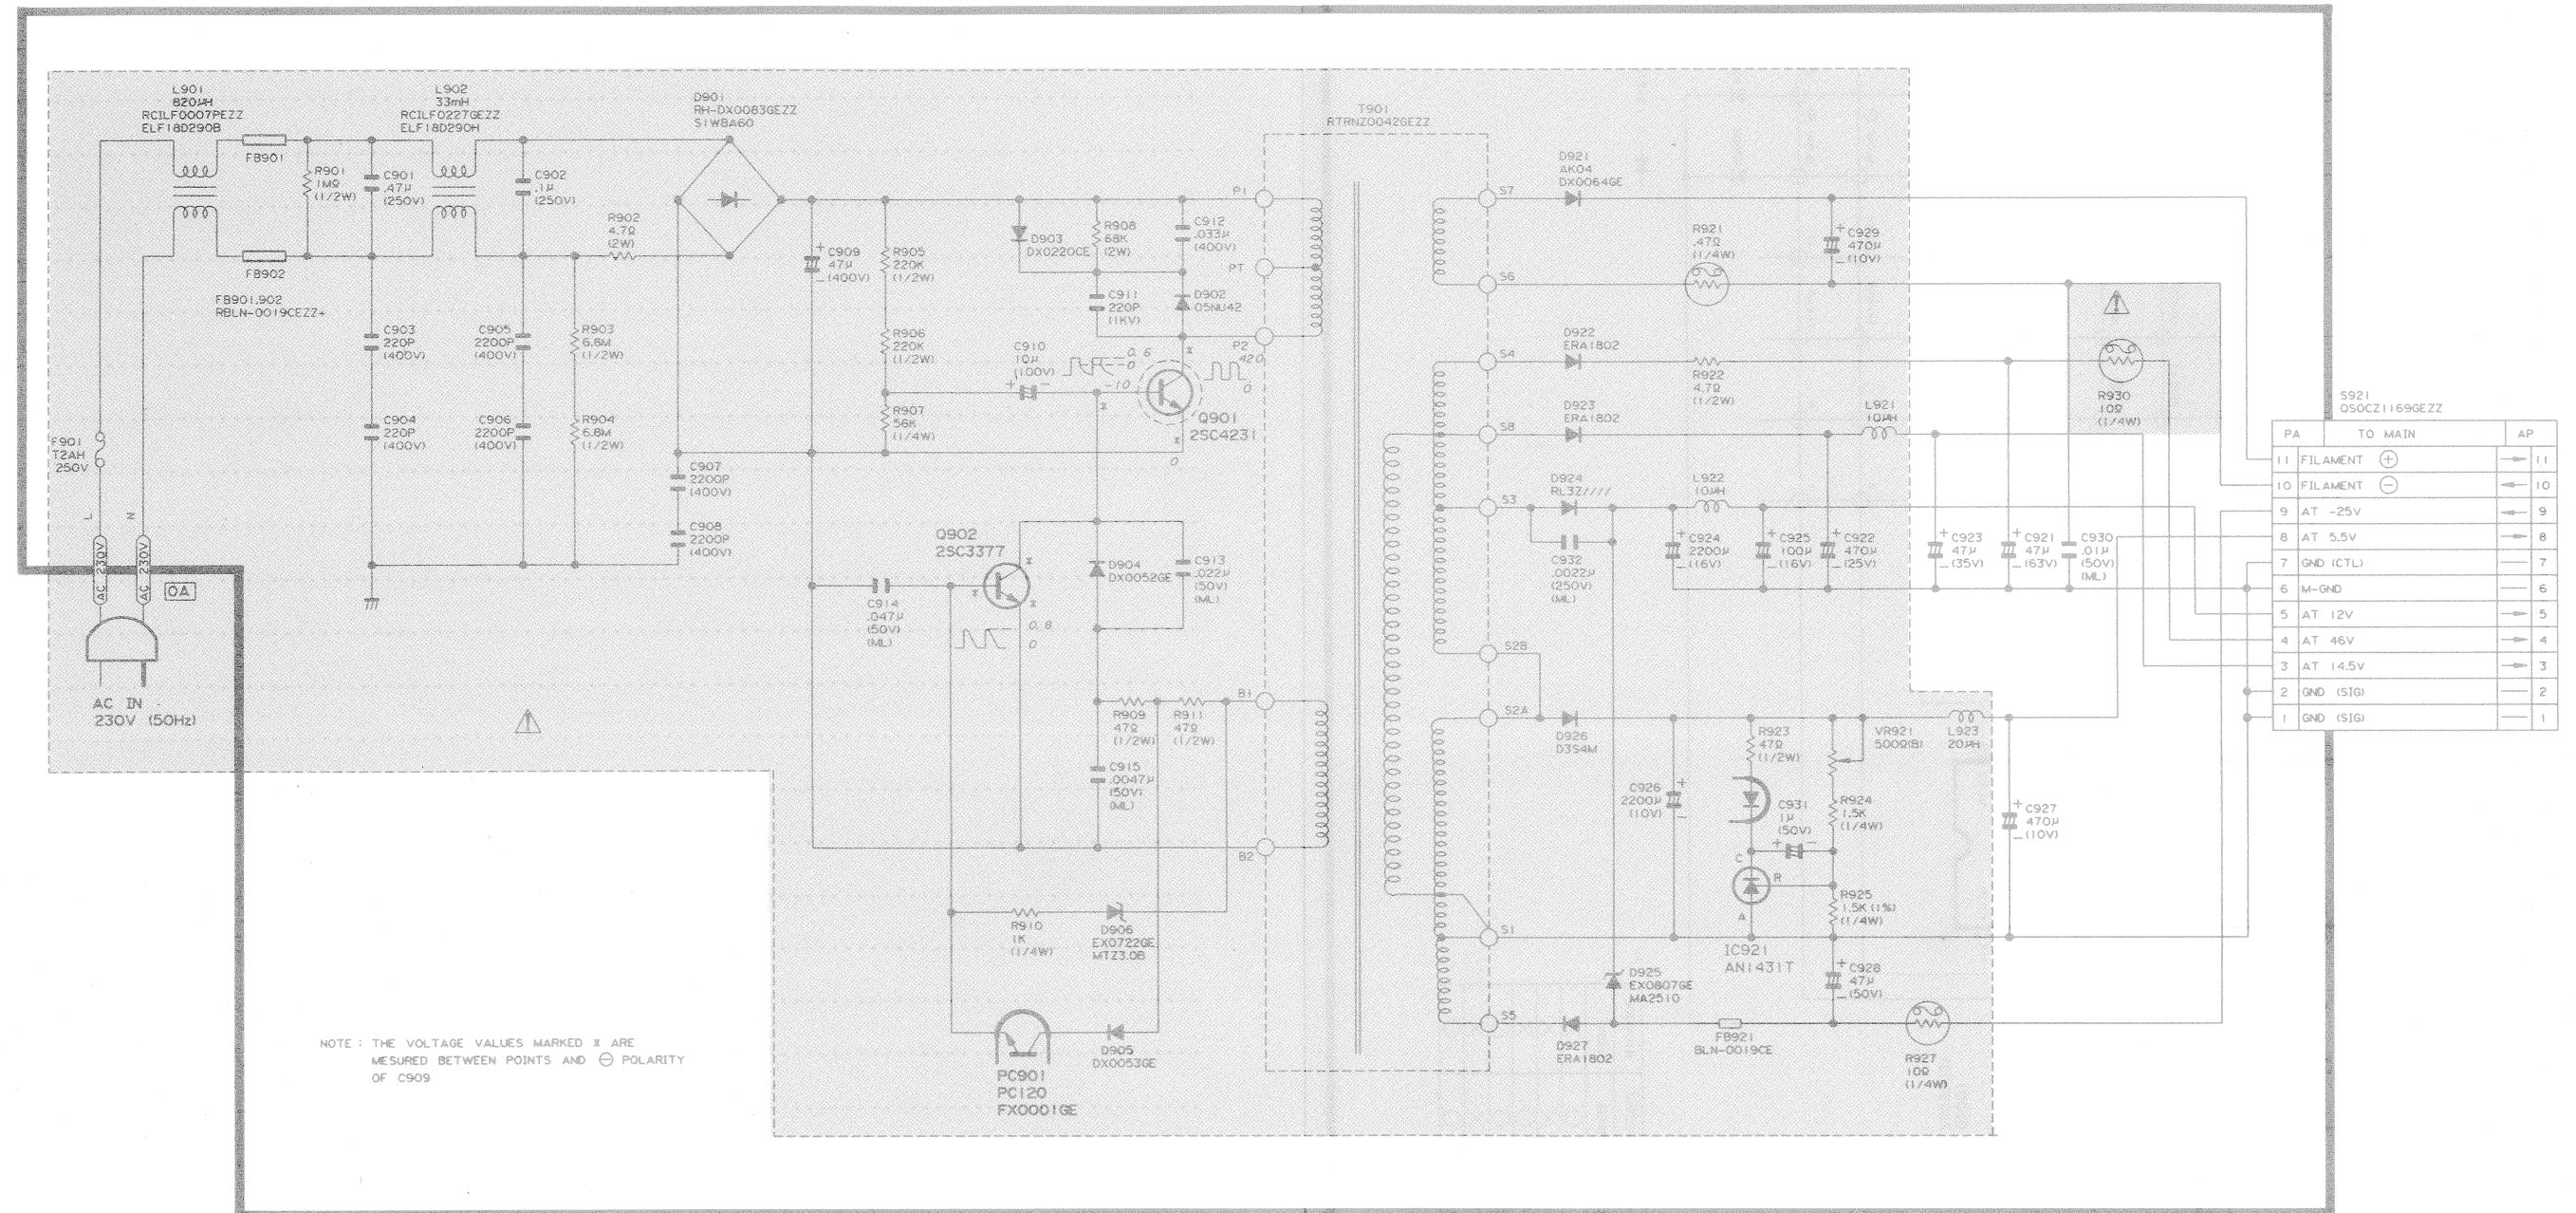 L901
820µH
RCILF0007PEZZ
ELF18D290B
FB901
L902
33mH
RCILF0227GEZZ
ELF18D290H
R901
1MΩ
(1/2W)
C901
.47µ
(250V)
C902
.1µ
(250V)
D901
RH-DX0083GEZZ
S1WBA60
R902
4.7Ω
(2W)
FB902
FB901,902
RBLN-0019CEZZ+
C903
220P
(400V)
C905
2200P
(400V)
R903
6.8M
(1/2W)
C904
220P
(400V)
C906
2200P
(400V)
R904
6.8M
(1/2W)
F901
T2AH
250V
L
N
AC 230V
AC 230V
0A
AC IN
230V (50Hz)
C907
2200P
(400V)
C908
2200P
(400V)
+
C909
47µ
_(400V)
R905
220K
(1/2W)
R906
220K
(1/2W)
R907
56K
(1/4W)
D903
DX0220CE
R908
68K
(2W)
C912
.033µ
(400V)
C911
220P
(1KV)
D902
05NU42
C910
10µ
(100V)
+ -
0, 6
-0
-10
420
0
Q901
2SC4231
0
Q902
2SC3377
D904
DX0052GE
C913
.022µ
(50V)
(ML)
C914
.047µ
(50V)
(ML)
0, 8
0
R909
47Ω
(1/2W)
R911
47Ω
(1/2W)
C915
.0047µ
(50V)
(ML)
R910
1K
(1/4W)
D906
EX0722GE
MTZ3.0B
D905
DX0053GE
PC901
PC120
FX0001GE
T901
RTRNZ0042GEZZ
P1
PT
P2
B1
B2
S7
S6
S4
S8
S3
S2B
S2A
S1
S5
D921
AK04
DX0064GE
R921
.47Ω
(1/4W)
+
C929
470µ
_(10V)
D922
ERA1802
R922
4.7Ω
(1/2W)
D923
ERA1802
L921
10µH
R930
10Ω
(1/4W)
D924
RL3Z////
L922
10µH
C932
.0022µ
(250V)
(ML)
+
C924
2200µ
_(16V)
+
C925
100µ
_(16V)
+
C922
470µ
_(25V)
+
C923
47µ
_(35V)
+
C921
47µ
_(63V)
C930
.01µ
(50V)
(ML)
D926
D3S4M
R923
47Ω
(1/2W)
VR921
500Ω(B)
L923
20µH
C926
2200µ
(10V)
+
-
C931
1µ
(50V)
+ -
R924
1.5K
(1/4W)
C
R
A
R925
1.5K (1%)
(1/4W)
+
C927
470µ
_(10V)
IC921
AN1431T
+
C928
47µ
_(50V)
D925
EX0807GE
MA2510
D927
ERA1802
FB921
BLN-0019CE
R927
10Ω
(1/4W)
S921
QSOCZ1169GEZZ
PA TO MAIN AP
11 FILAMENT ⊕ 11
10 FILAMENT ⊖ 10
9 AT -25V 9
8 AT 5.5V 8
7 GND (CTL) 7
6 M-GND 6
5 AT 12V 5
4 AT 46V 4
3 AT 14.5V 3
2 GND (SIG) 2
1 GND (SIG) 1
NOTE : THE VOLTAGE VALUES MARKED ⌶ ARE
MESURED BETWEEN POINTS AND ⊖ POLARITY
OF C909